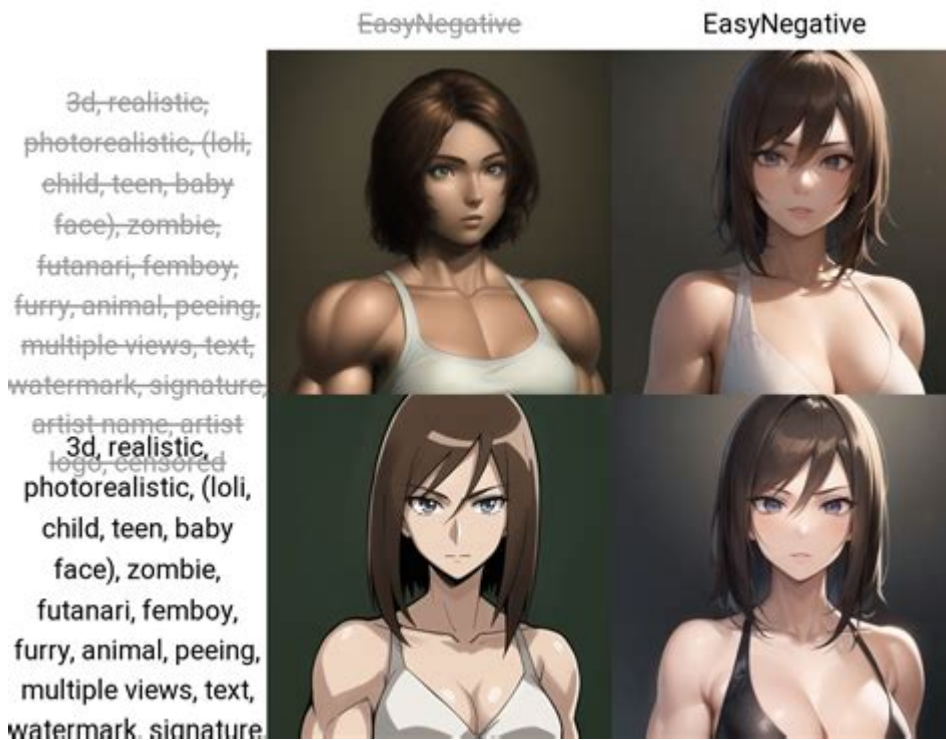 EasyNegative
EasyNegative
3d, realistic,
photorealistic, (loli,
child, teen, baby
face), zombie,
futanari, femboy,
furry, animal, peeing,
multiple views, text,
watermark, signature,
artist name, artist
logo, censored
3d, realistic,
photorealistic, (loli,
child, teen, baby
face), zombie,
futanari, femboy,
furry, animal, peeing,
multiple views, text,
watermark, signature